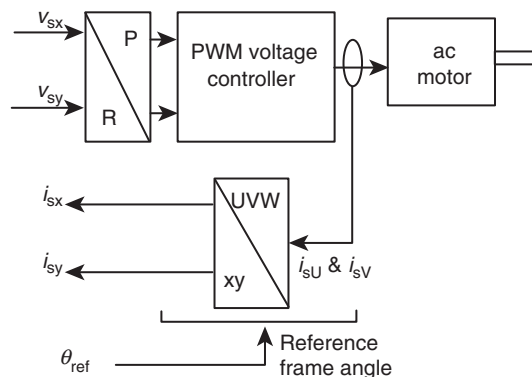 v_sx
P
PWM voltage
controller
ac
motor
v_sy
R
i_sx
UVW
i_sy
xy
i_sU & i_sV
θ_ref
Reference
frame angle